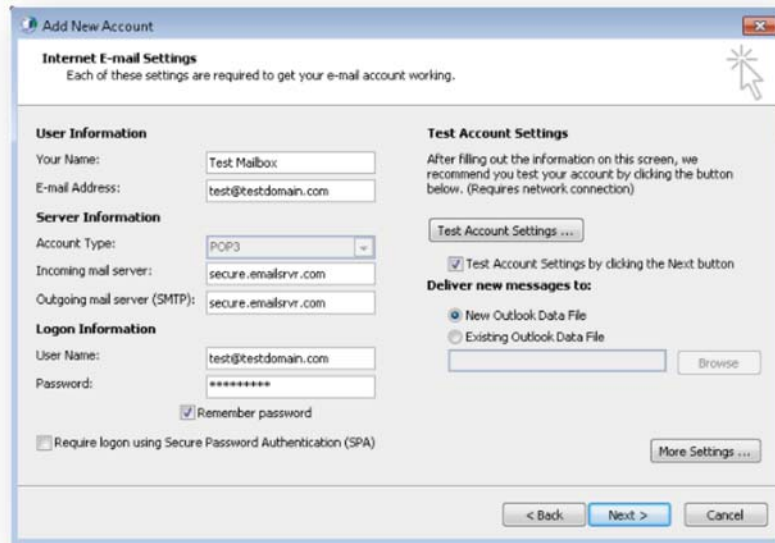 Add New Account
Internet E-mail Settings
Each of these settings are required to get your e-mail account working.
User Information
Your Name:
Test Mailbox
E-mail Address:
test@testdomain.com
Server Information
Account Type:
POP3
Incoming mail server:
secure.emailsrvr.com
Outgoing mail server (SMTP):
secure.emailsrvr.com
Logon Information
User Name:
test@testdomain.com
Password:
*********
Remember password
Require logon using Secure Password Authentication (SPA)
Test Account Settings
After filling out the information on this screen, we
recommend you test your account by clicking the button
below. (Requires network connection)
Test Account Settings ...
Test Account Settings by clicking the Next button
Deliver new messages to:
New Outlook Data File
Existing Outlook Data File
Browse
More Settings ...
< Back
Next >
Cancel